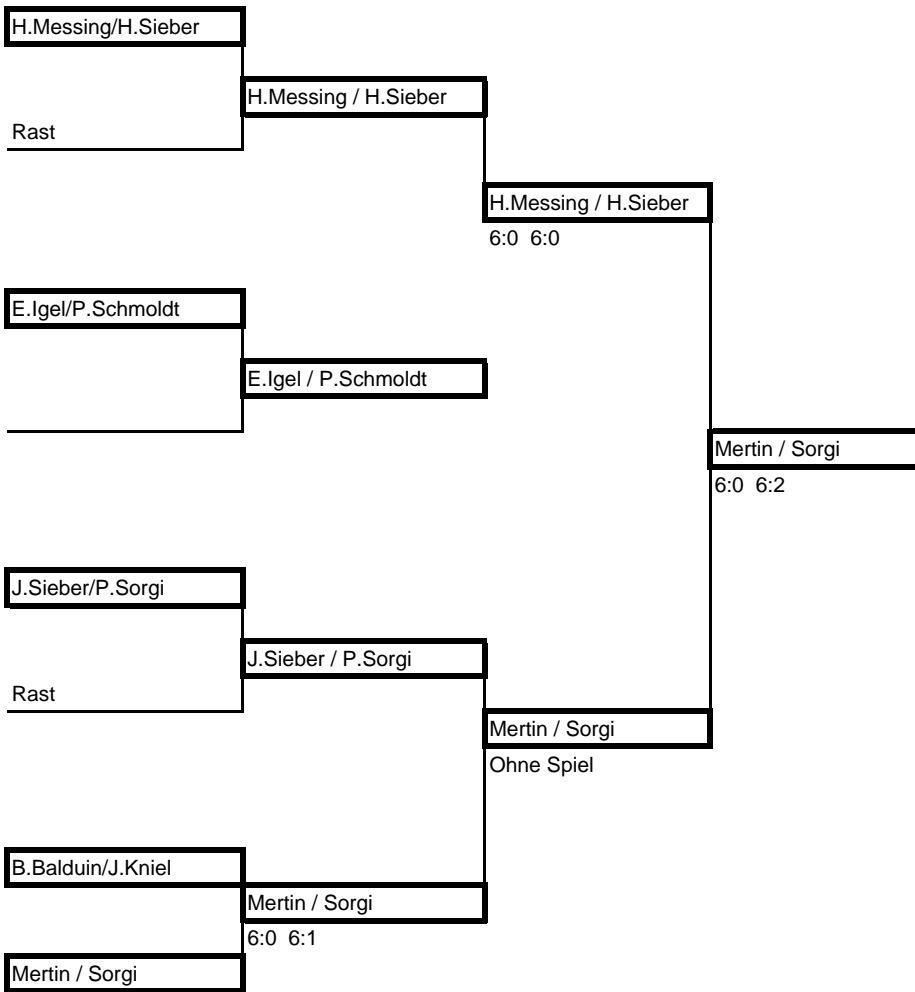 H.Messing/H.Sieber
H.Messing / H.Sieber
Rast
H.Messing / H.Sieber
6:0 6:0
E.Igel/P.Schmoldt
E.Igel / P.Schmoldt
Mertin / Sorgi
6:0 6:2
J.Sieber/P.Sorgi
J.Sieber / P.Sorgi
Rast
Mertin / Sorgi
Ohne Spiel
B.Balduin/J.Kniel
Mertin / Sorgi
6:0 6:1
Mertin / Sorgi